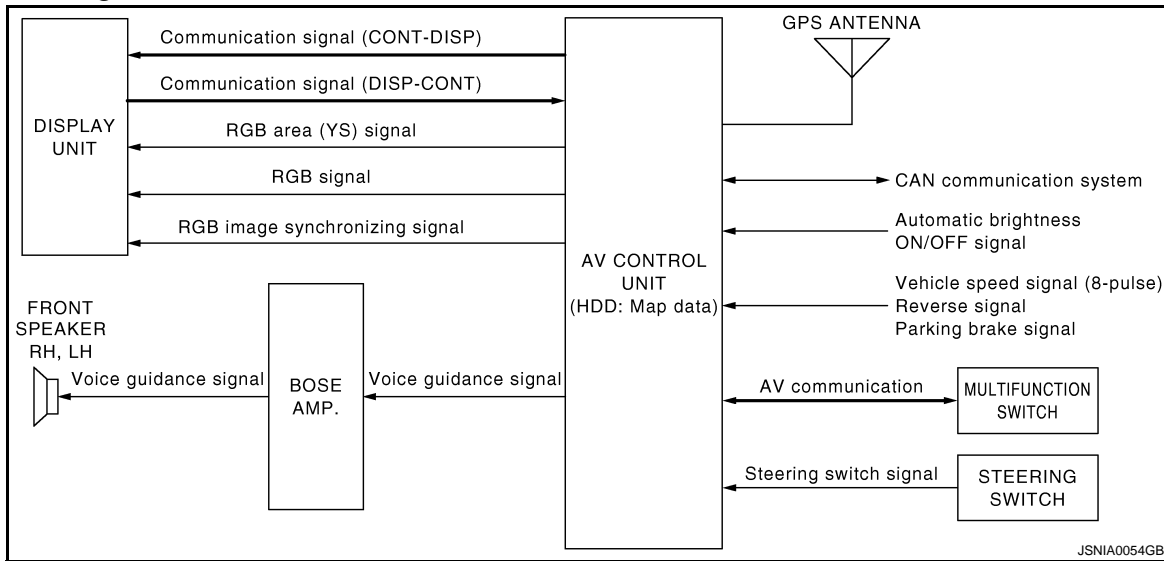 GPS ANTENNA
Communication signal (CONT-DISP)
Communication signal (DISP-CONT)
DISPLAY
UNIT
RGB area (YS) signal
RGB signal
RGB image synchronizing signal
CAN communication system
Automatic brightness
ON/OFF signal
AV CONTROL
UNIT
(HDD: Map data)
Vehicle speed signal (8-pulse)
Reverse signal
Parking brake signal
FRONT
SPEAKER
RH, LH
Voice guidance signal
BOSE
AMP.
Voice guidance signal
AV communication
MULTIFUNCTION
SWITCH
Steering switch signal
STEERING
SWITCH
JSNIA0054GB